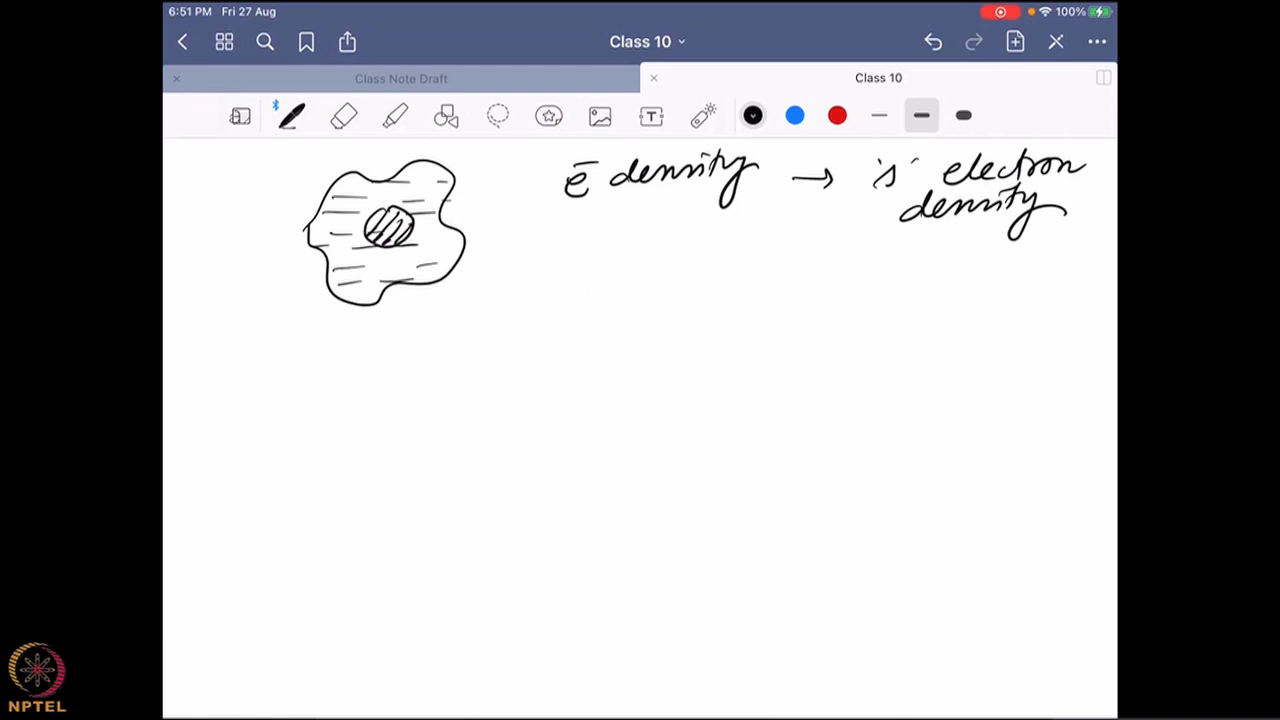 6:51 PM Fri 27 Aug
100%
Class 10
Class Note Draft
Class 10
T
ē density → 's' electron
density
NPTEL